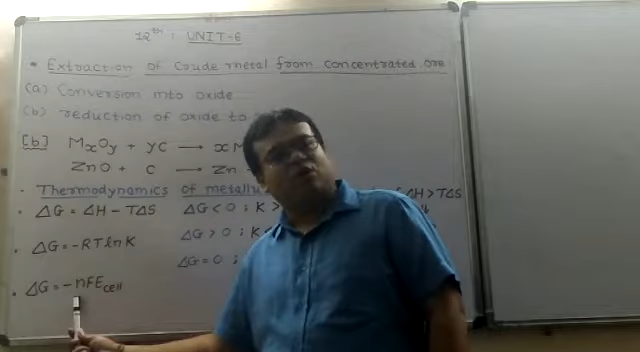 12th : UNIT-6
• Extraction of crude metal from concentrated ore
(a) Conversion into oxide
(b) reduction of oxide to
[b] MxOy + yC → xM
ZnO + C → Zn
• Thermodynamics of
• ΔG = ΔH - TΔS ΔG < 0 ; K > ΔH > TΔS
• ΔG = -RTlnK ΔG > 0 ; K <
ΔG = 0 ;
• ΔG = -nFEcell